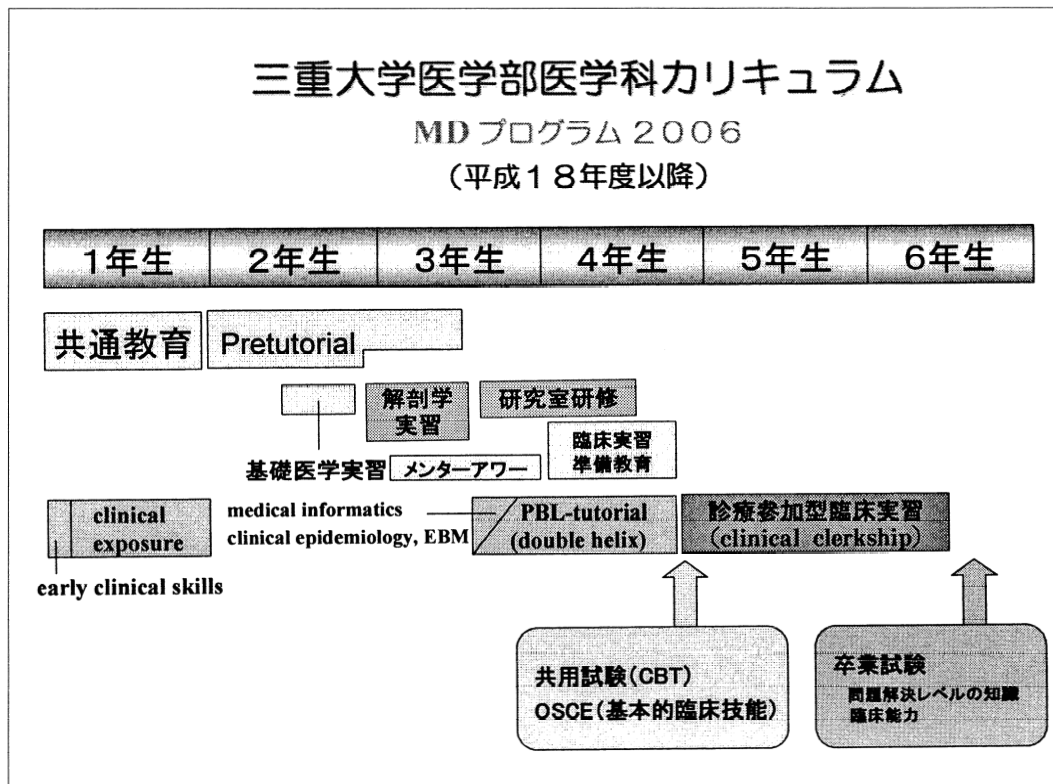 三重大学医学部医学科カリキュラム
MD プログラム 2006
(平成18年度以降)
1年生 2年生 3年生 4年生 5年生 6年生
共通教育 Pretutorial
解剖学
実習
研究室研修
基礎医学実習
メンターアワー
臨床実習
準備教育
clinical
exposure
early clinical skills
medical informatics
clinical epidemiology, EBM
PBL-tutorial
(double helix)
診療参加型臨床実習
(clinical clerkship)
共用試験(CBT)
OSCE(基本的臨床技能)
卒業試験
問題解決レベルの知識
臨床能力